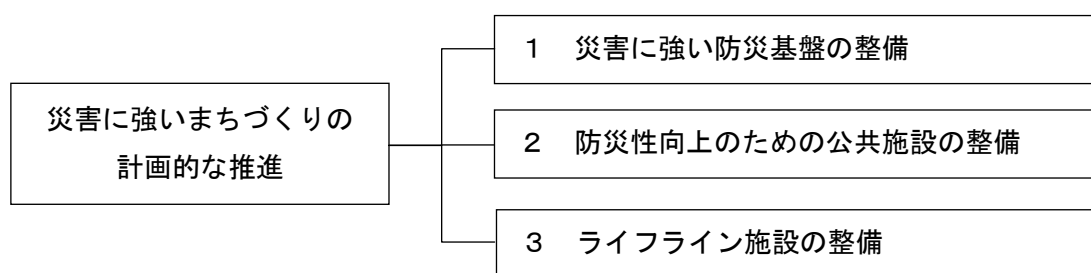 災害に強いまちづくりの
計画的な推進
１　災害に強い防災基盤の整備
２　防災性向上のための公共施設の整備
３　ライフライン施設の整備